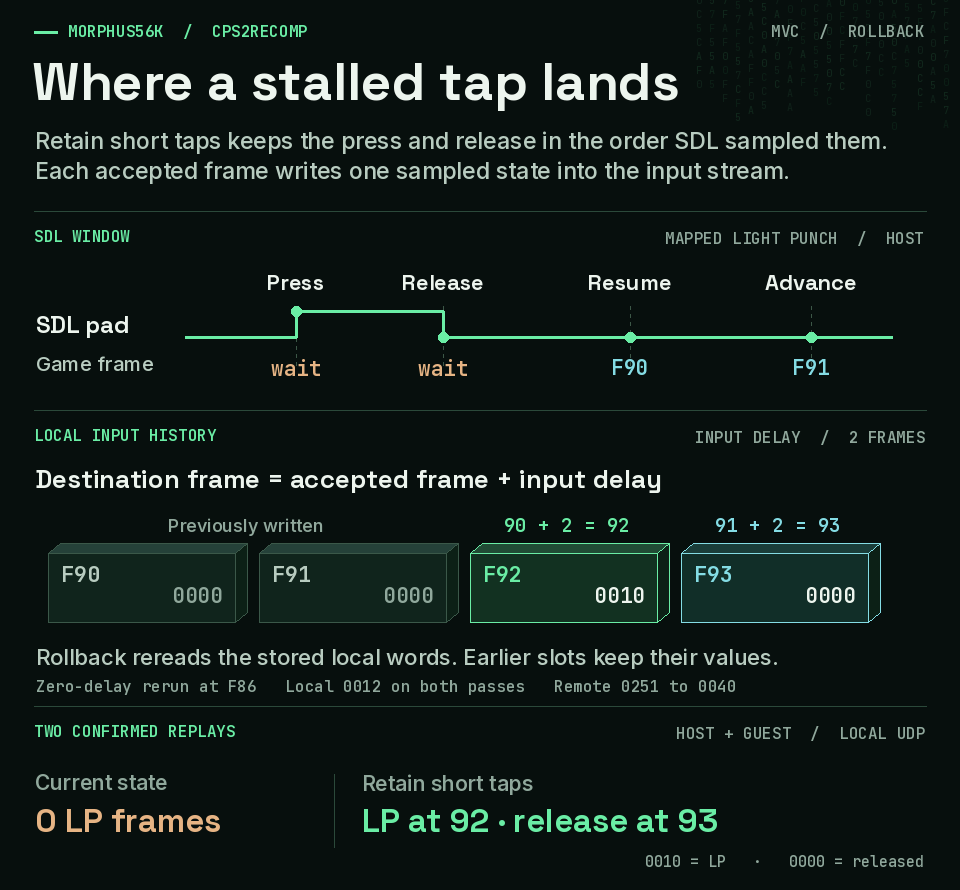 MORPHUS56K / CPS2RECOMP
MVC / ROLLBACK
Where a stalled tap lands
Retain short taps keeps the press and release in the order SDL sampled them.
Each accepted frame writes one sampled state into the input stream.
SDL WINDOW
MAPPED LIGHT PUNCH / HOST
Press Release Resume Advance
SDL pad
Game frame wait wait F90 F91
LOCAL INPUT HISTORY
INPUT DELAY / 2 FRAMES
Destination frame = accepted frame + input delay
Previously written 90 + 2 = 92 91 + 2 = 93
F90 F91 F92 F93
0000 0000 0010 0000
Rollback rereads the stored local words. Earlier slots keep their values.
Zero-delay rerun at F86 Local 0012 on both passes Remote 0251 to 0040
TWO CONFIRMED REPLAYS
HOST + GUEST / LOCAL UDP
Current state
0 LP frames
Retain short taps
LP at 92 · release at 93
0010 = LP · 0000 = released